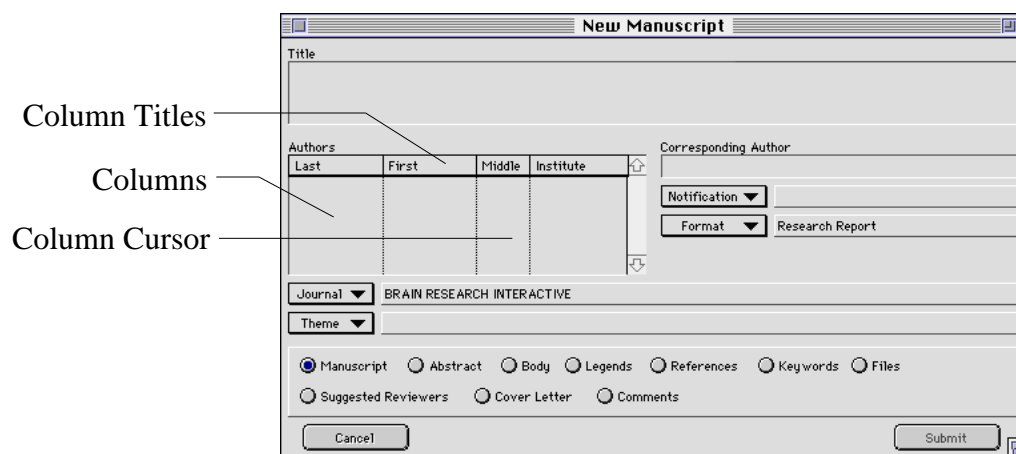 New Manuscript
Title
Column Titles
Authors
Corresponding Author
Last First Middle Institute
Columns
Notification
Column Cursor
Format Research Report
Journal BRAIN RESEARCH INTERACTIVE
Theme
Manuscript Abstract Body Legends References Keywords Files
Suggested Reviewers Cover Letter Comments
Cancel Submit